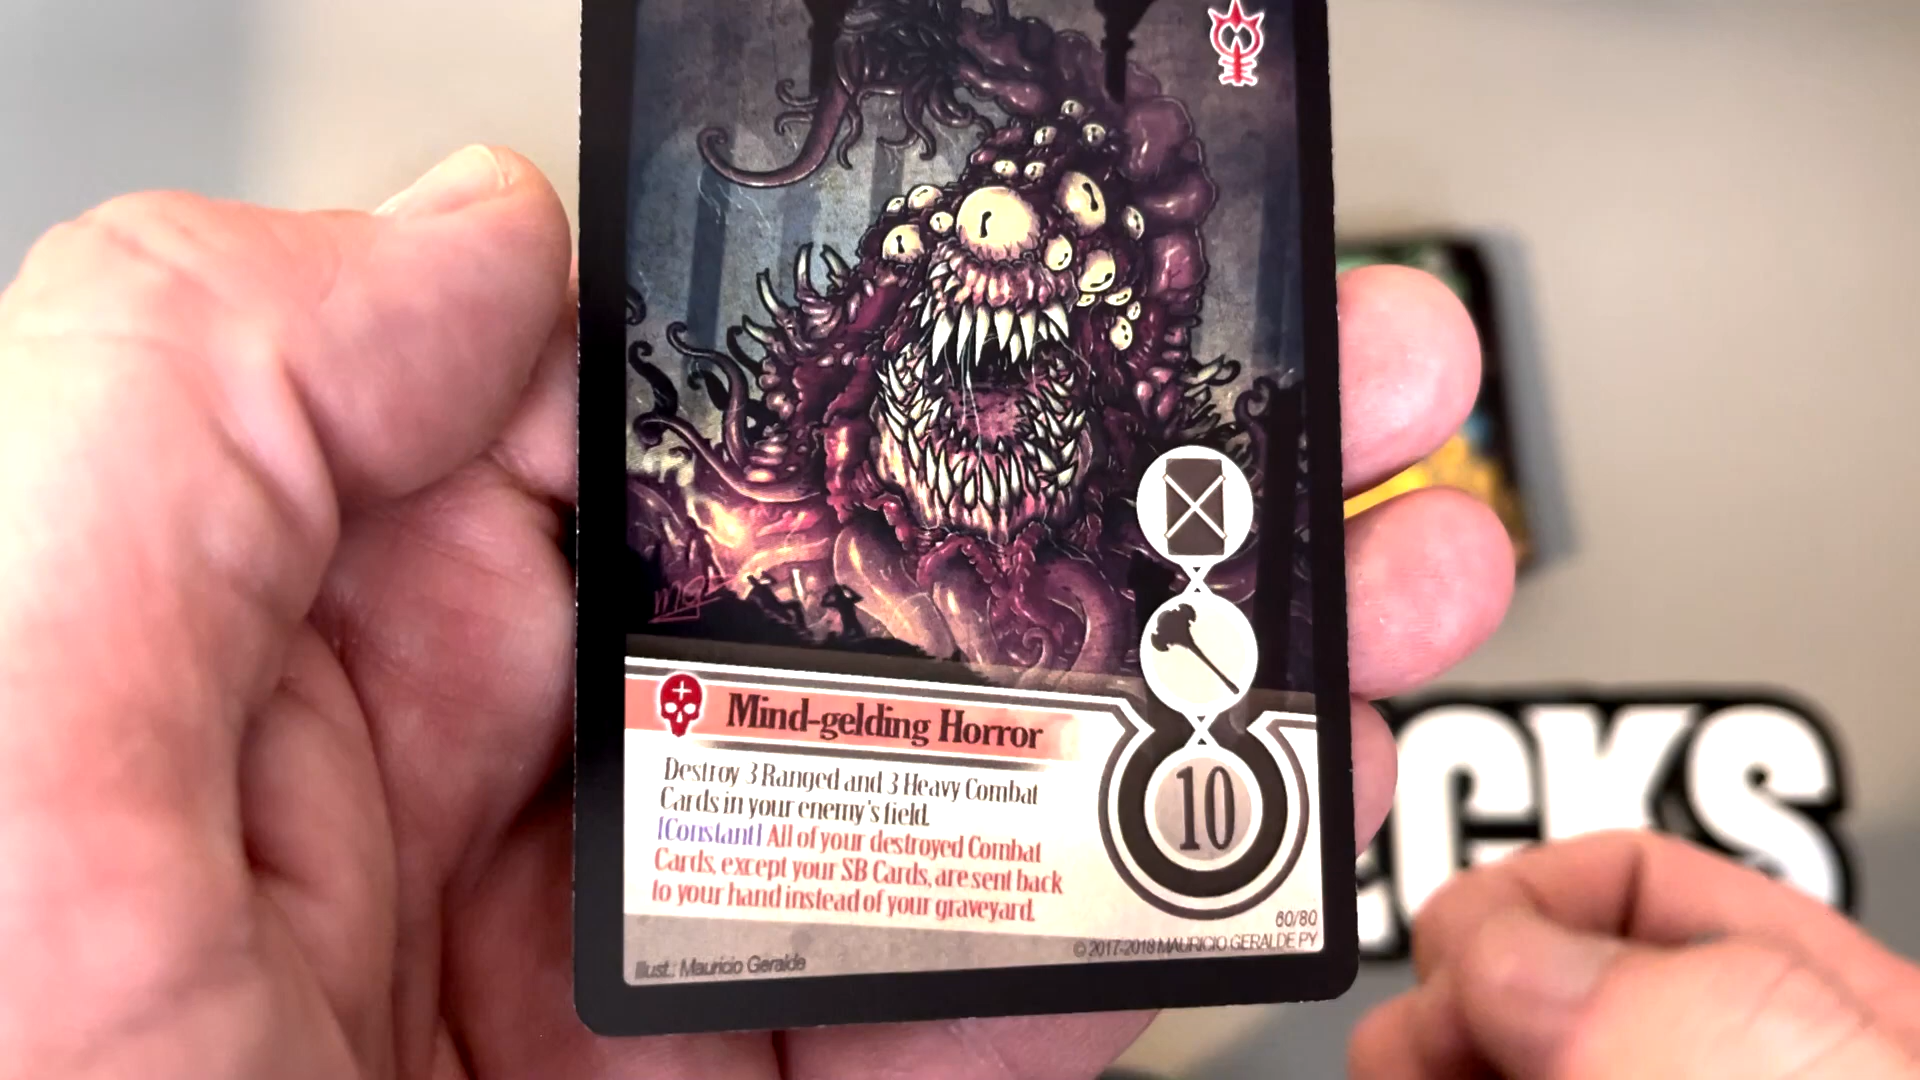 Mind-gelding Horror
Destroy 3 Ranged and 3 Heavy Combat
Cards in your enemy's field.
[Constant] All of your destroyed Combat
Cards, except your SB Cards, are sent back
to your hand instead of your graveyard.
10
60/80
© 2017-2018 MAURICIO GERALDE PY
Illust.: Mauricio Geralde
CKS